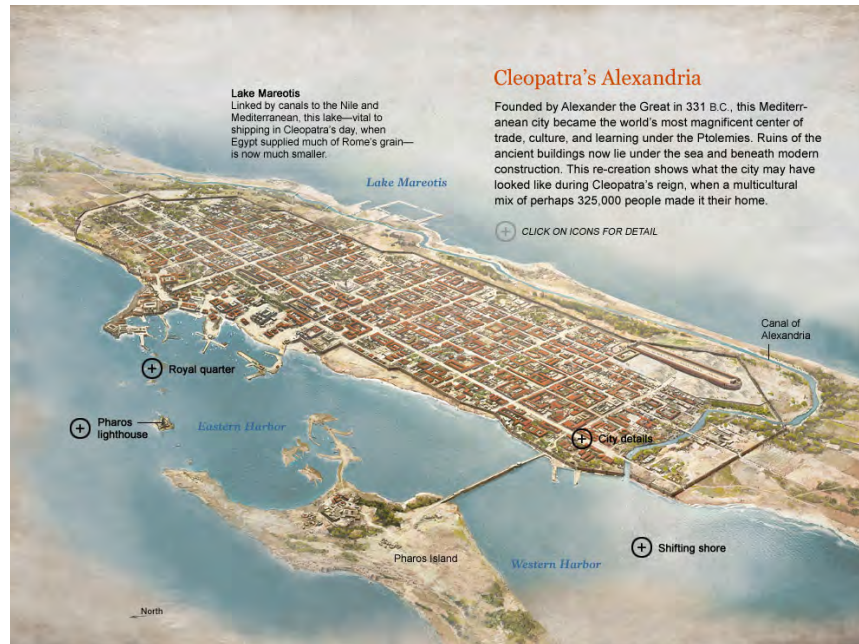 Cleopatra's Alexandria
Founded by Alexander the Great in 331 B.C., this Mediterr-
anean city became the world's most magnificent center of
trade, culture, and learning under the Ptolemies. Ruins of the
ancient buildings now lie under the sea and beneath modern
construction. This re-creation shows what the city may have
looked like during Cleopatra's reign, when a multicultural
mix of perhaps 325,000 people made it their home.
CLICK ON ICONS FOR DETAIL
Lake Mareotis
Linked by canals to the Nile and
Mediterranean, this lake—vital to
shipping in Cleopatra's day, when
Egypt supplied much of Rome's grain—
is now much smaller.
Lake Mareotis
Canal of
Alexandria
Royal quarter
Pharos
lighthouse
Eastern Harbor
City details
Pharos Island
Western Harbor
Shifting shore
North